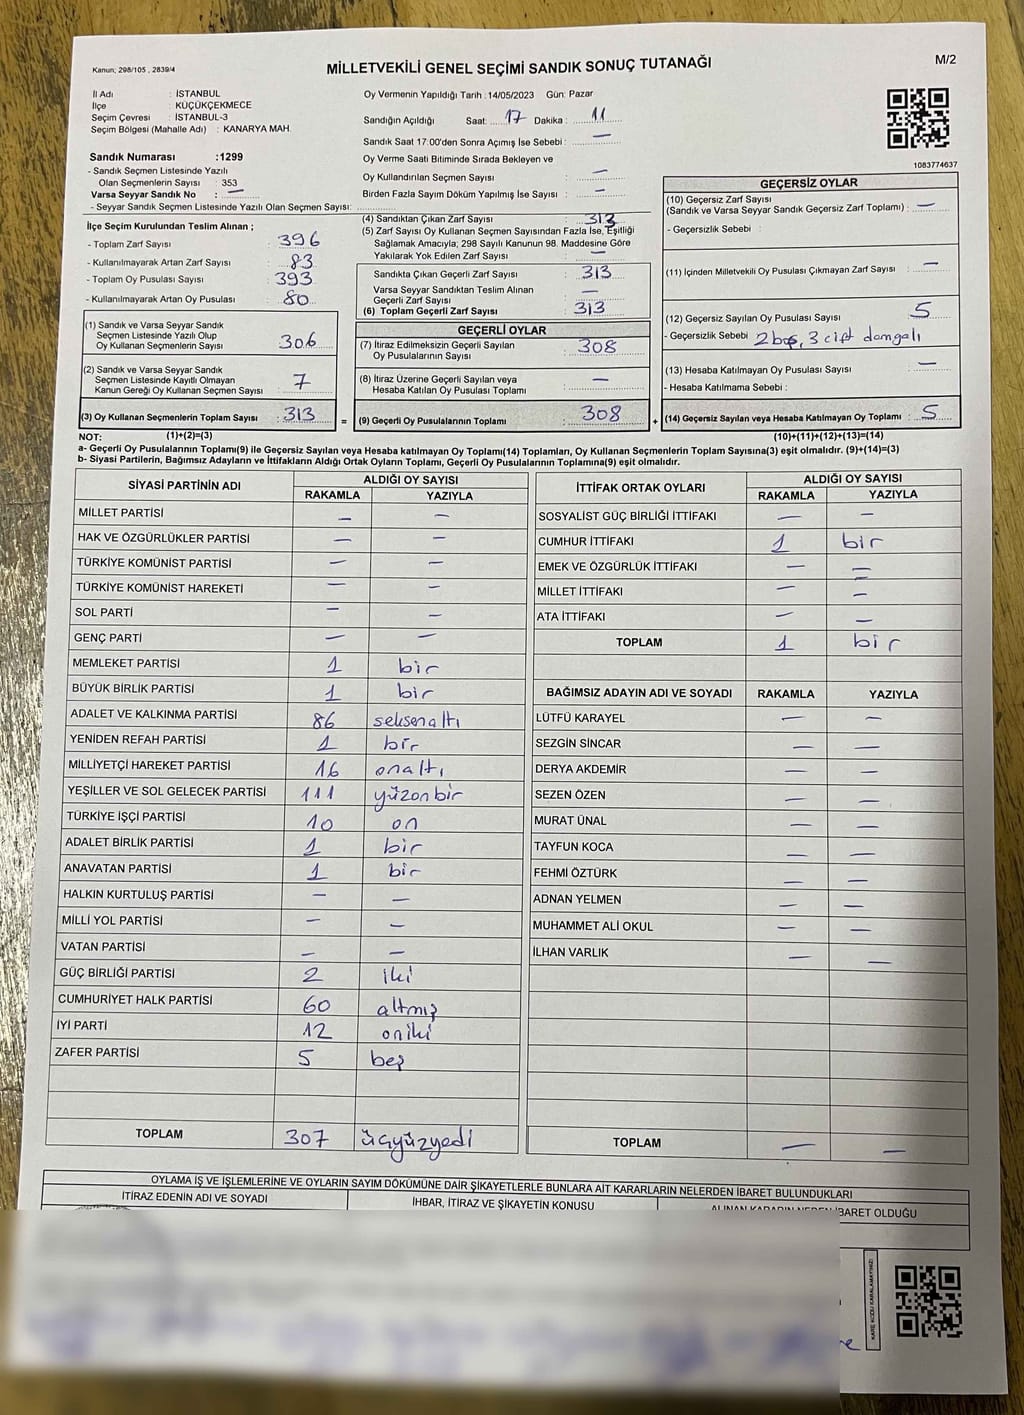 Kanun; 298/105 , 2839/4
MİLLETVEKİLİ GENEL SEÇİMİ SANDIK SONUÇ TUTANAĞI
M/2
İl Adı : İSTANBUL
İlçe : KÜÇÜKÇEKMECE
Seçim Çevresi : İSTANBUL-3
Seçim Bölgesi (Mahalle Adı) : KANARYA MAH.
Sandık Numarası :1299
- Sandık Seçmen Listesinde Yazılı
Olan Seçmenlerin Sayısı : 353
Varsa Seyyar Sandık No : —
- Seyyar Sandık Seçmen Listesinde Yazılı Olan Seçmen Sayısı:
Oy Vermenin Yapıldığı Tarih :14/05/2023 Gün: Pazar
Sandığın Açıldığı Saat: 17 Dakika : 11
Sandık Saat 17:00'den Sonra Açımış İse Sebebi : —
Oy Verme Saati Bitiminde Sırada Bekleyen ve
Oy Kullandırılan Seçmen Sayısı : —
Birden Fazla Sayım Döküm Yapılmış İse Sayısı : —
1083774637
İlçe Seçim Kurulundan Teslim Alınan ;
- Toplam Zarf Sayısı : 396
- Kullanılmayarak Artan Zarf Sayısı : 83
- Toplam Oy Pusulası Sayısı : 393
- Kullanılmayarak Artan Oy Pusulası : 80
(1) Sandık ve Varsa Seyyar Sandık
Seçmen Listesinde Yazılı Olup
Oy Kullanan Seçmenlerin Sayısı : 306
(2) Sandık ve Varsa Seyyar Sandık
Seçmen Listesinde Kayıtlı Olmayan
Kanun Gereği Oy Kullanan Seçmen Sayısı : 7
(3) Oy Kullanan Seçmenlerin Toplam Sayısı : 313
(4) Sandıktan Çıkan Zarf Sayısı : 313
(5) Zarf Sayısı Oy Kullanan Seçmen Sayısından Fazla İse, Eşitliği
Sağlamak Amacıyla; 298 Sayılı Kanunun 98. Maddesine Göre
Yakılarak Yok Edilen Zarf Sayısı : —
Sandıkta Çıkan Geçerli Zarf Sayısı : 313
Varsa Seyyar Sandıktan Teslim Alınan
Geçerli Zarf Sayısı : —
(6) Toplam Geçerli Zarf Sayısı : 313
GEÇERLİ OYLAR
(7) İtiraz Edilmeksizin Geçerli Sayılan
Oy Pusulalarının Sayısı : 308
(8) İtiraz Üzerine Geçerli Sayılan veya
Hesaba Katılan Oy Pusulaları Toplamı : —
= (9) Geçerli Oy Pusulalarının Toplamı : 308
GEÇERSİZ OYLAR
(10) Geçersiz Zarf Sayısı
(Sandık ve Varsa Seyyar Sandık Geçersiz Zarf Toplamı) : —
- Geçersizlik Sebebi :
(11) İçinden Milletvekili Oy Pusulası Çıkmayan Zarf Sayısı : —
(12) Geçersiz Sayılan Oy Pusulası Sayısı : 5
- Geçersizlik Sebebi : 2 boş, 3 çift damgalı
(13) Hesaba Katılmayan Oy Pusulası Sayısı : —
- Hesaba Katılmama Sebebi :
+ (14) Geçersiz Sayılan veya Hesaba Katılmayan Oy Toplamı : 5
NOT: (1)+(2)=(3) (10)+(11)+(12)+(13)=(14)
a- Geçerli Oy Pusulalarının Toplamı(9) ile Geçersiz Sayılan veya Hesaba katılmayan Oy Toplamı(14) Toplamları, Oy Kullanan Seçmenlerin Toplam Sayısına(3) eşit olmalıdır. (9)+(14)=(3)
b- Siyasi Partilerin, Bağımsız Adayların ve İttifakların Aldığı Ortak Oyların Toplamı, Geçerli Oy Pusulalarının Toplamına(9) eşit olmalıdır.
SİYASİ PARTİNİN ADI ALDIĞI OY SAYISI
RAKAMLA YAZIYLA
MİLLET PARTİSİ — —
HAK VE ÖZGÜRLÜKLER PARTİSİ — —
TÜRKİYE KOMÜNİST PARTİSİ — —
TÜRKİYE KOMÜNİST HAREKETİ — —
SOL PARTİ — —
GENÇ PARTİ — —
MEMLEKET PARTİSİ 1 bir
BÜYÜK BİRLİK PARTİSİ 1 bir
ADALET VE KALKINMA PARTİSİ 86 seksenaltı
YENİDEN REFAH PARTİSİ 1 bir
MİLLİYETÇİ HAREKET PARTİSİ 16 onaltı
YEŞİLLER VE SOL GELECEK PARTİSİ 111 yüzonbir
TÜRKİYE İŞÇİ PARTİSİ 10 on
ADALET BİRLİK PARTİSİ 1 bir
ANAVATAN PARTİSİ 1 bir
HALKIN KURTULUŞ PARTİSİ — —
MİLLİ YOL PARTİSİ — —
VATAN PARTİSİ — —
GÜÇ BİRLİĞİ PARTİSİ 2 iki
CUMHURİYET HALK PARTİSİ 60 altmış
İYİ PARTİ 12 oniki
ZAFER PARTİSİ 5 beş
TOPLAM 307 üçyüzyedi
İTTİFAK ORTAK OYLARI ALDIĞI OY SAYISI
RAKAMLA YAZIYLA
SOSYALİST GÜÇ BİRLİĞİ İTTİFAKI — —
CUMHUR İTTİFAKI 1 bir
EMEK VE ÖZGÜRLÜK İTTİFAKI — —
MİLLET İTTİFAKI — —
ATA İTTİFAKI — —
TOPLAM 1 bir
BAĞIMSIZ ADAYIN ADI VE SOYADI RAKAMLA YAZIYLA
LÜTFÜ KARAYEL — —
SEZGİN SİNCAR — —
DERYA AKDEMİR — —
SEZEN ÖZEN — —
MURAT ÜNAL — —
TAYFUN KOCA — —
FEHMİ ÖZTÜRK — —
ADNAN YELMEN — —
MUHAMMET ALİ OKUL — —
İLHAN VARLIK — —
TOPLAM — —
OYLAMA İŞ VE İŞLEMLERİNE VE OYLARIN SAYIM DÖKÜMÜNE DAİR ŞİKAYETLERLE BUNLARA AİT KARARLARIN NELERDEN İBARET BULUNDUKLARI
İTİRAZ EDENİN ADI VE SOYADI İHBAR, İTİRAZ VE ŞİKAYETİN KONUSU ALINAN KARARIN NEDEN İBARET OLDUĞU
KARE KODU KARALAMAYINIZ!